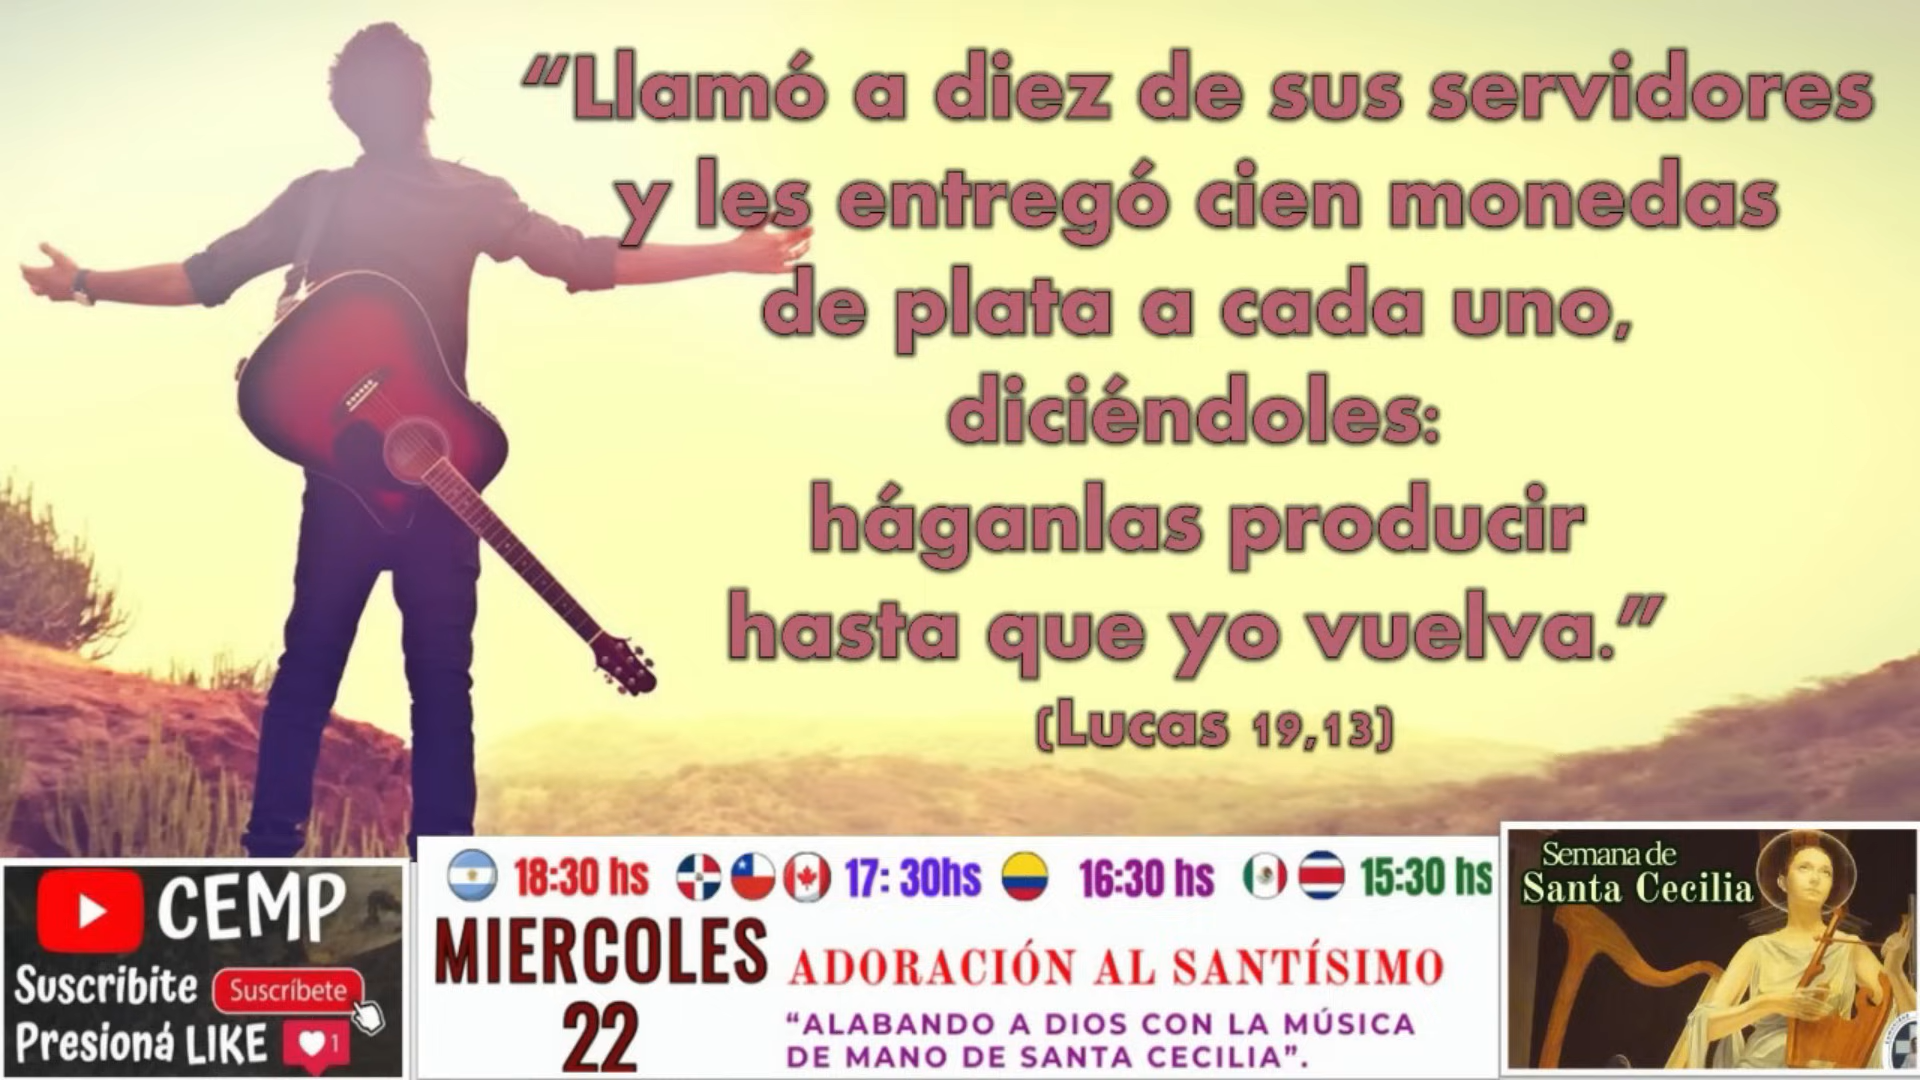 “Llamó a diez de sus servidores
y les entregó cien monedas
de plata a cada uno,
diciéndoles:
háganlas producir
hasta que yo vuelva.”
(Lucas 19,13)
CEMP
Suscribite Suscríbete
Presioná LIKE 1
18:30 hs 17: 30hs 16:30 hs 15:30 hs
MIERCOLES
22
ADORACIÓN AL SANTÍSIMO
“ALABANDO A DIOS CON LA MÚSICA
DE MANO DE SANTA CECILIA”.
Semana de
Santa Cecilia